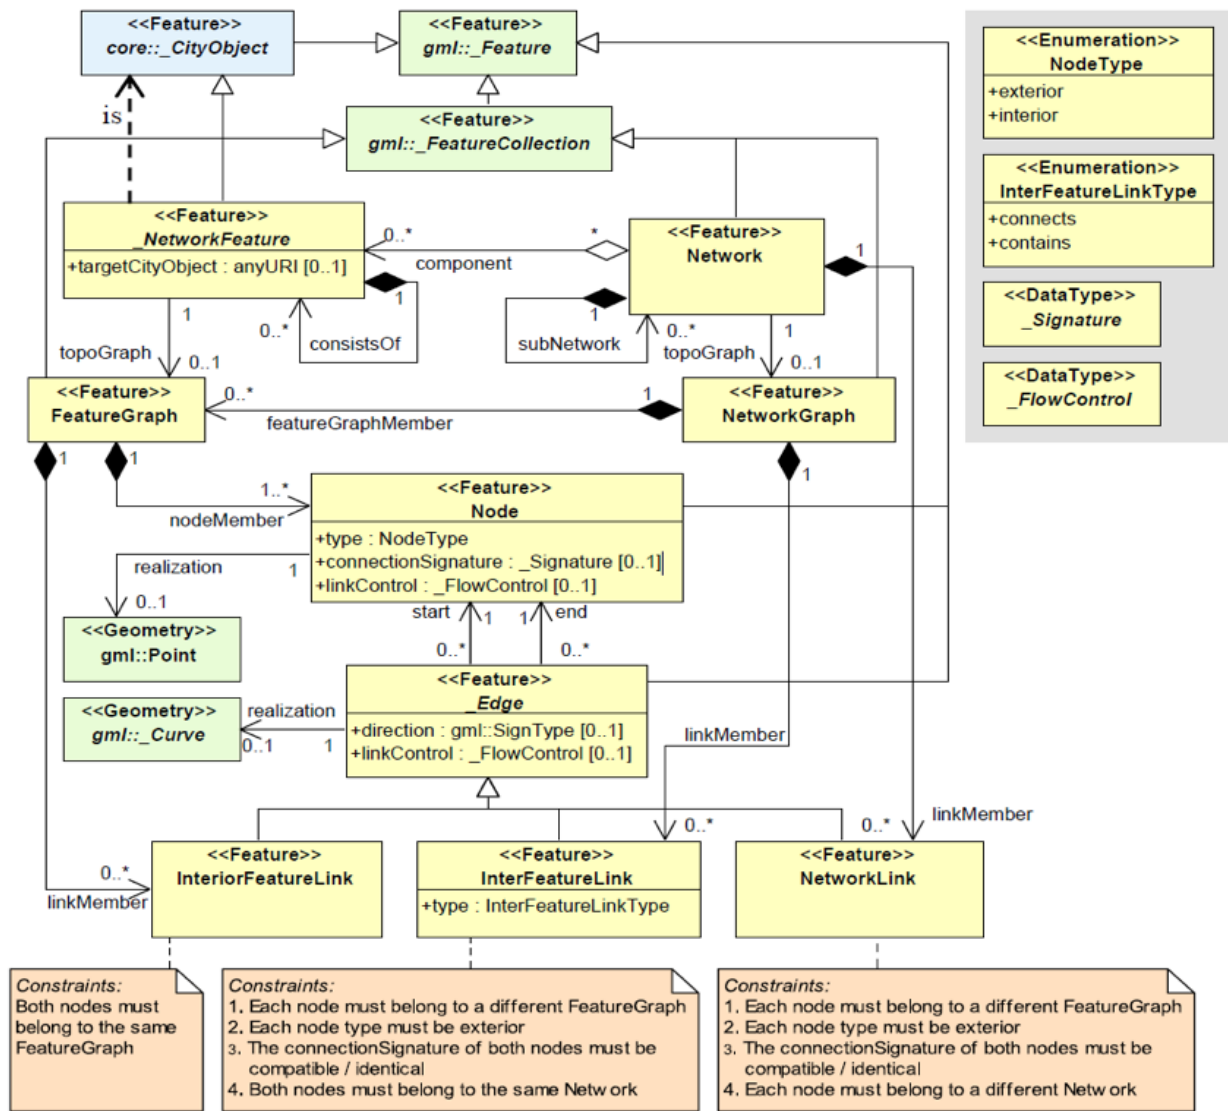 <<Feature>>
core::_CityObject
<<Feature>>
gml::_Feature
<<Enumeration>>
NodeType
+exterior
+interior
is
<<Feature>>
gml::_FeatureCollection
<<Enumeration>>
InterFeatureLinkType
+connects
+contains
<<Feature>>
_NetworkFeature
+targetCityObject : anyURI [0..1]
0..*
component
*
<<Feature>>
Network
1
<<DataType>>
_Signature
1
0..*
consistsOf
1
subNetwork
0..*
1
topoGraph
0..1
1
topoGraph
0..1
<<DataType>>
_FlowControl
<<Feature>>
FeatureGraph
0..*
featureGraphMember
1
<<Feature>>
NetworkGraph
1
1
1
1..*
nodeMember
<<Feature>>
Node
+type : NodeType
+connectionSignature : _Signature [0..1]
+linkControl : _FlowControl [0..1]
realization
1
0..1
start
1
1
end
<<Geometry>>
gml::Point
0..*
0..*
<<Feature>>
_Edge
+direction : gml::SignType [0..1]
+linkControl : _FlowControl [0..1]
<<Geometry>>
gml::_Curve
realization
0..1
1
linkMember
0..*
0..*
linkMember
0..*
linkMember
<<Feature>>
InteriorFeatureLink
<<Feature>>
InterFeatureLink
+type : InterFeatureLinkType
<<Feature>>
NetworkLink
Constraints:
Both nodes must
belong to the same
FeatureGraph
Constraints:
1. Each node must belong to a different FeatureGraph
2. Each node type must be exterior
3. The connectionSignature of both nodes must be
compatible / identical
4. Both nodes must belong to the same Network
Constraints:
1. Each node must belong to a different FeatureGraph
2. Each node type must be exterior
3. The connectionSignature of both nodes must be
compatible / identical
4. Each node must belong to a different Network